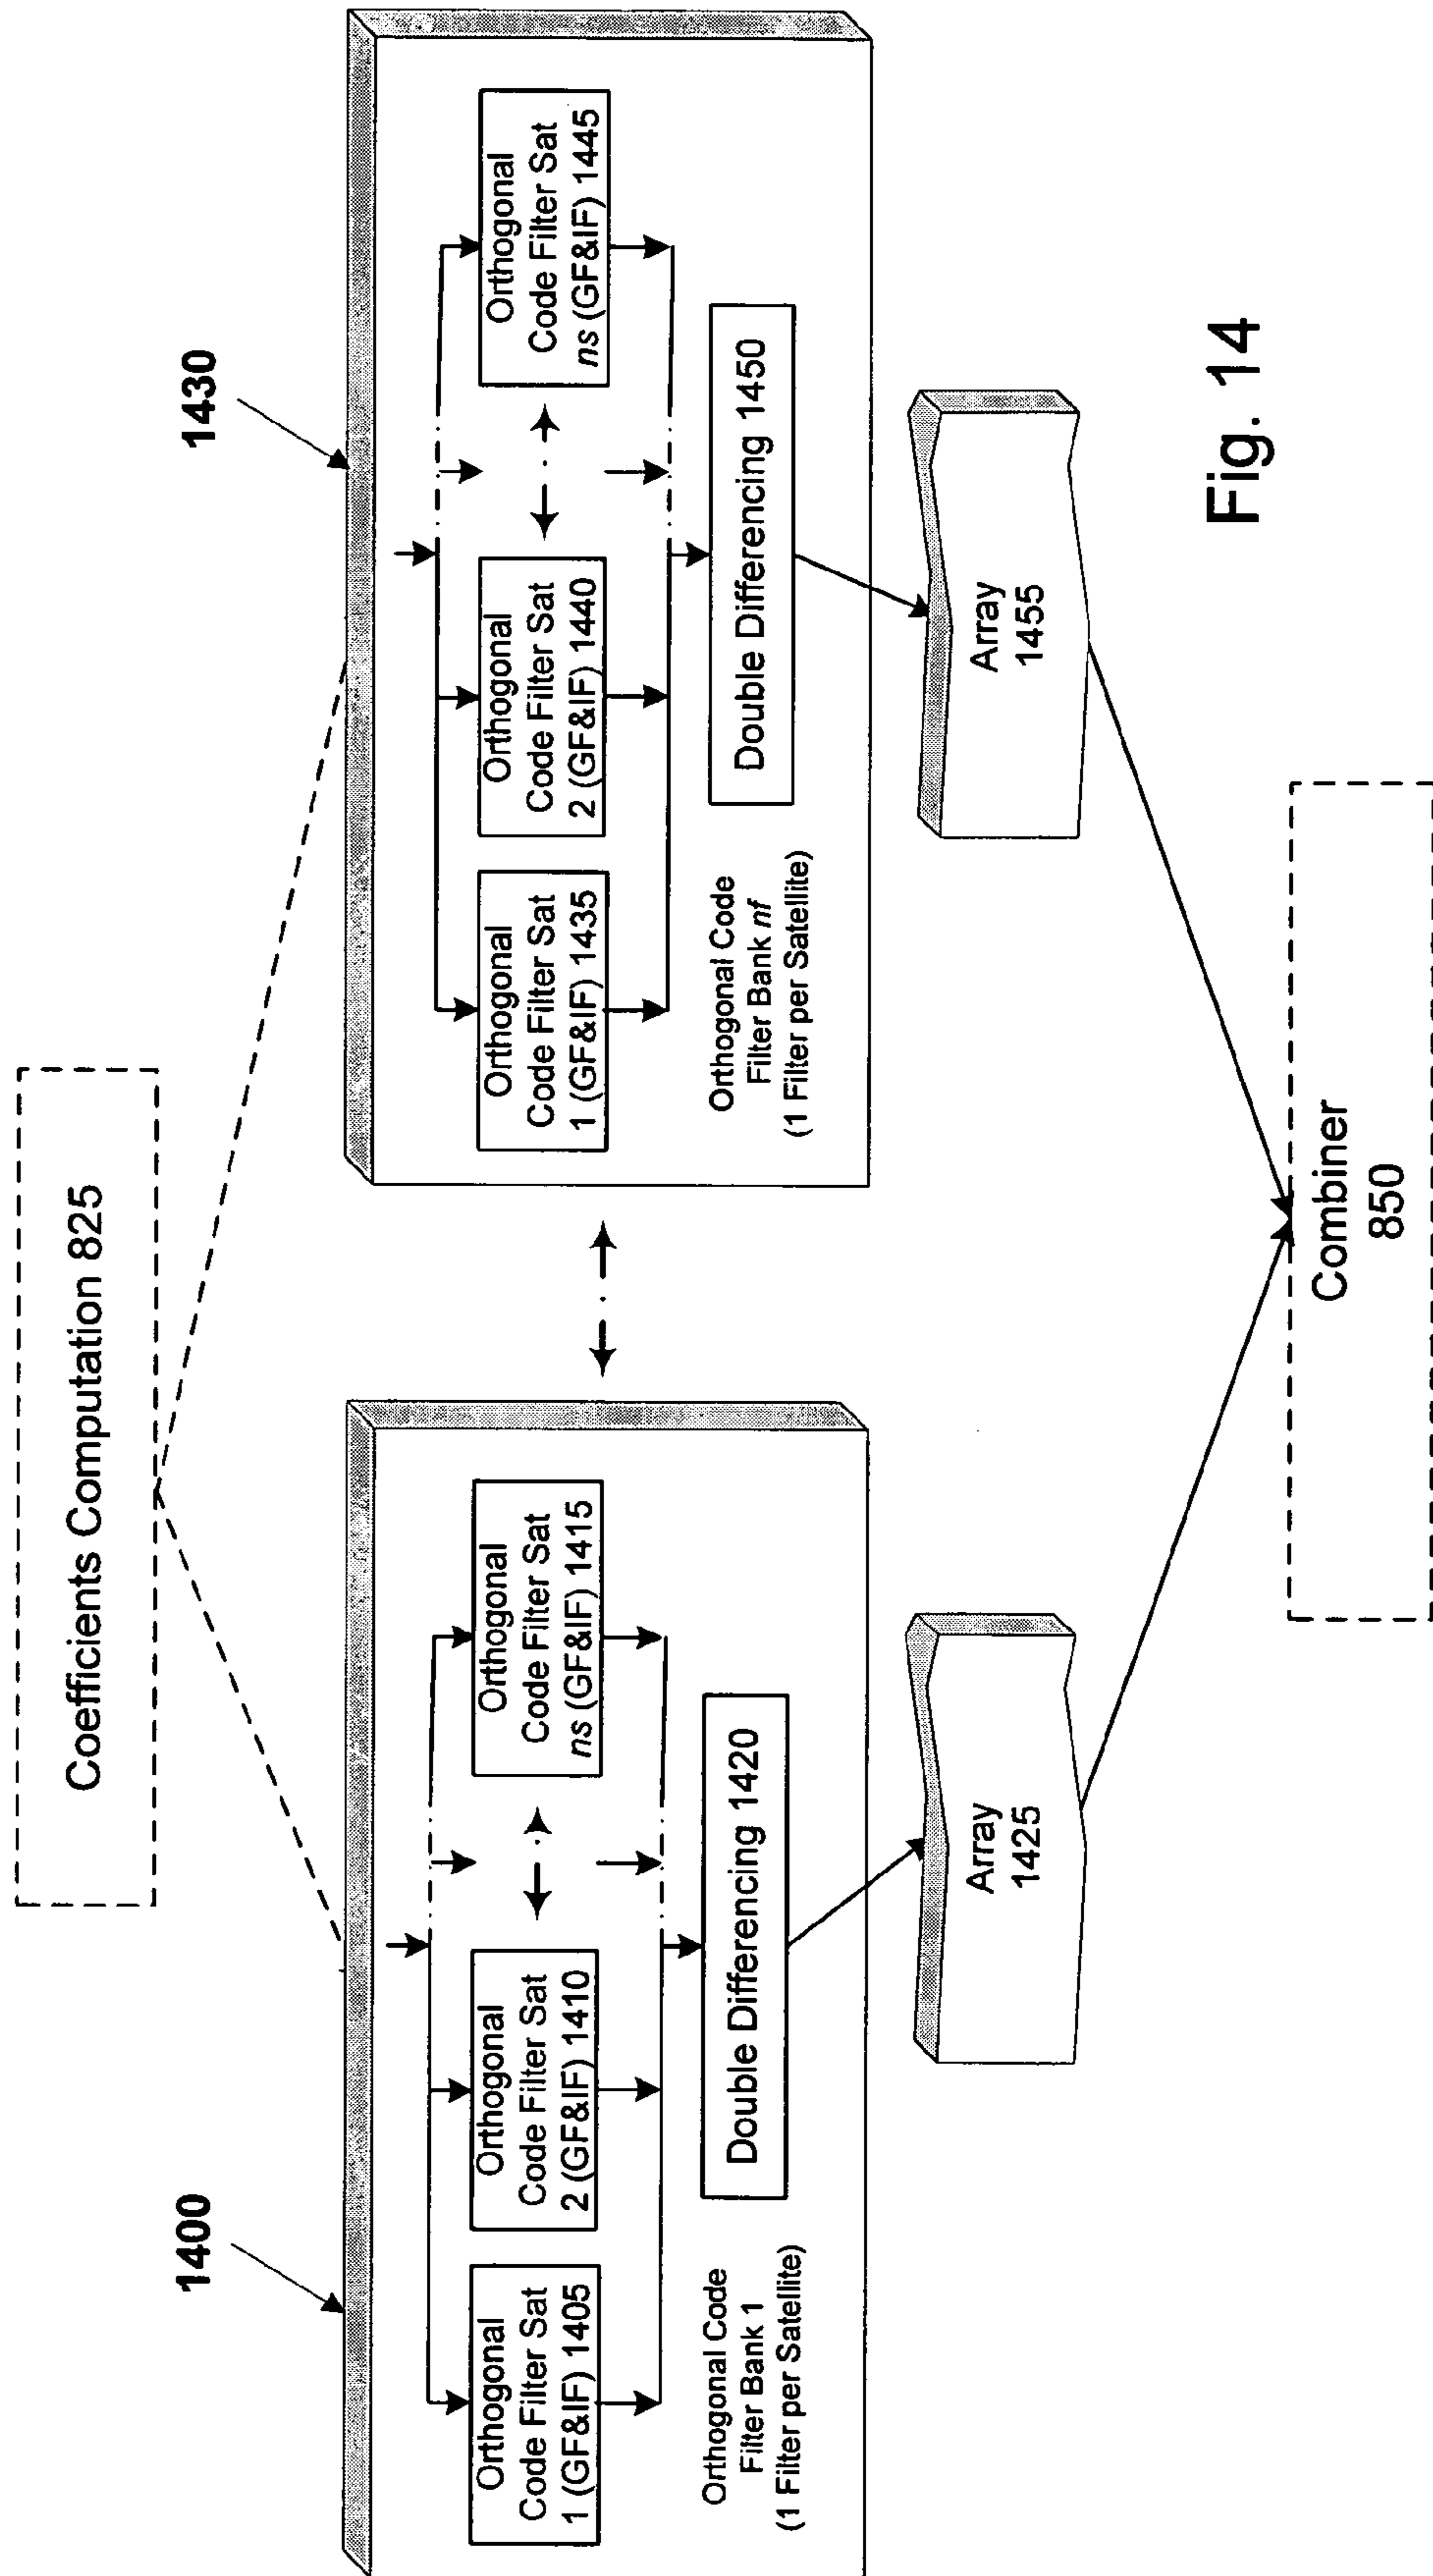 Coefficients Computation 825
1400
1430
Orthogonal
Code Filter Sat
1 (GF&IF) 1405
Orthogonal
Code Filter Sat
2 (GF&IF) 1410
Orthogonal
Code Filter Sat
ns (GF&IF) 1415
Orthogonal Code
Filter Bank 1
(1 Filter per Satellite)
Double Differencing 1420
Orthogonal
Code Filter Sat
1 (GF&IF) 1435
Orthogonal
Code Filter Sat
2 (GF&IF) 1440
Orthogonal
Code Filter Sat
ns (GF&IF) 1445
Orthogonal Code
Filter Bank nf
(1 Filter per Satellite)
Double Differencing 1450
Array
1425
Array
1455
Combiner
850
Fig. 14